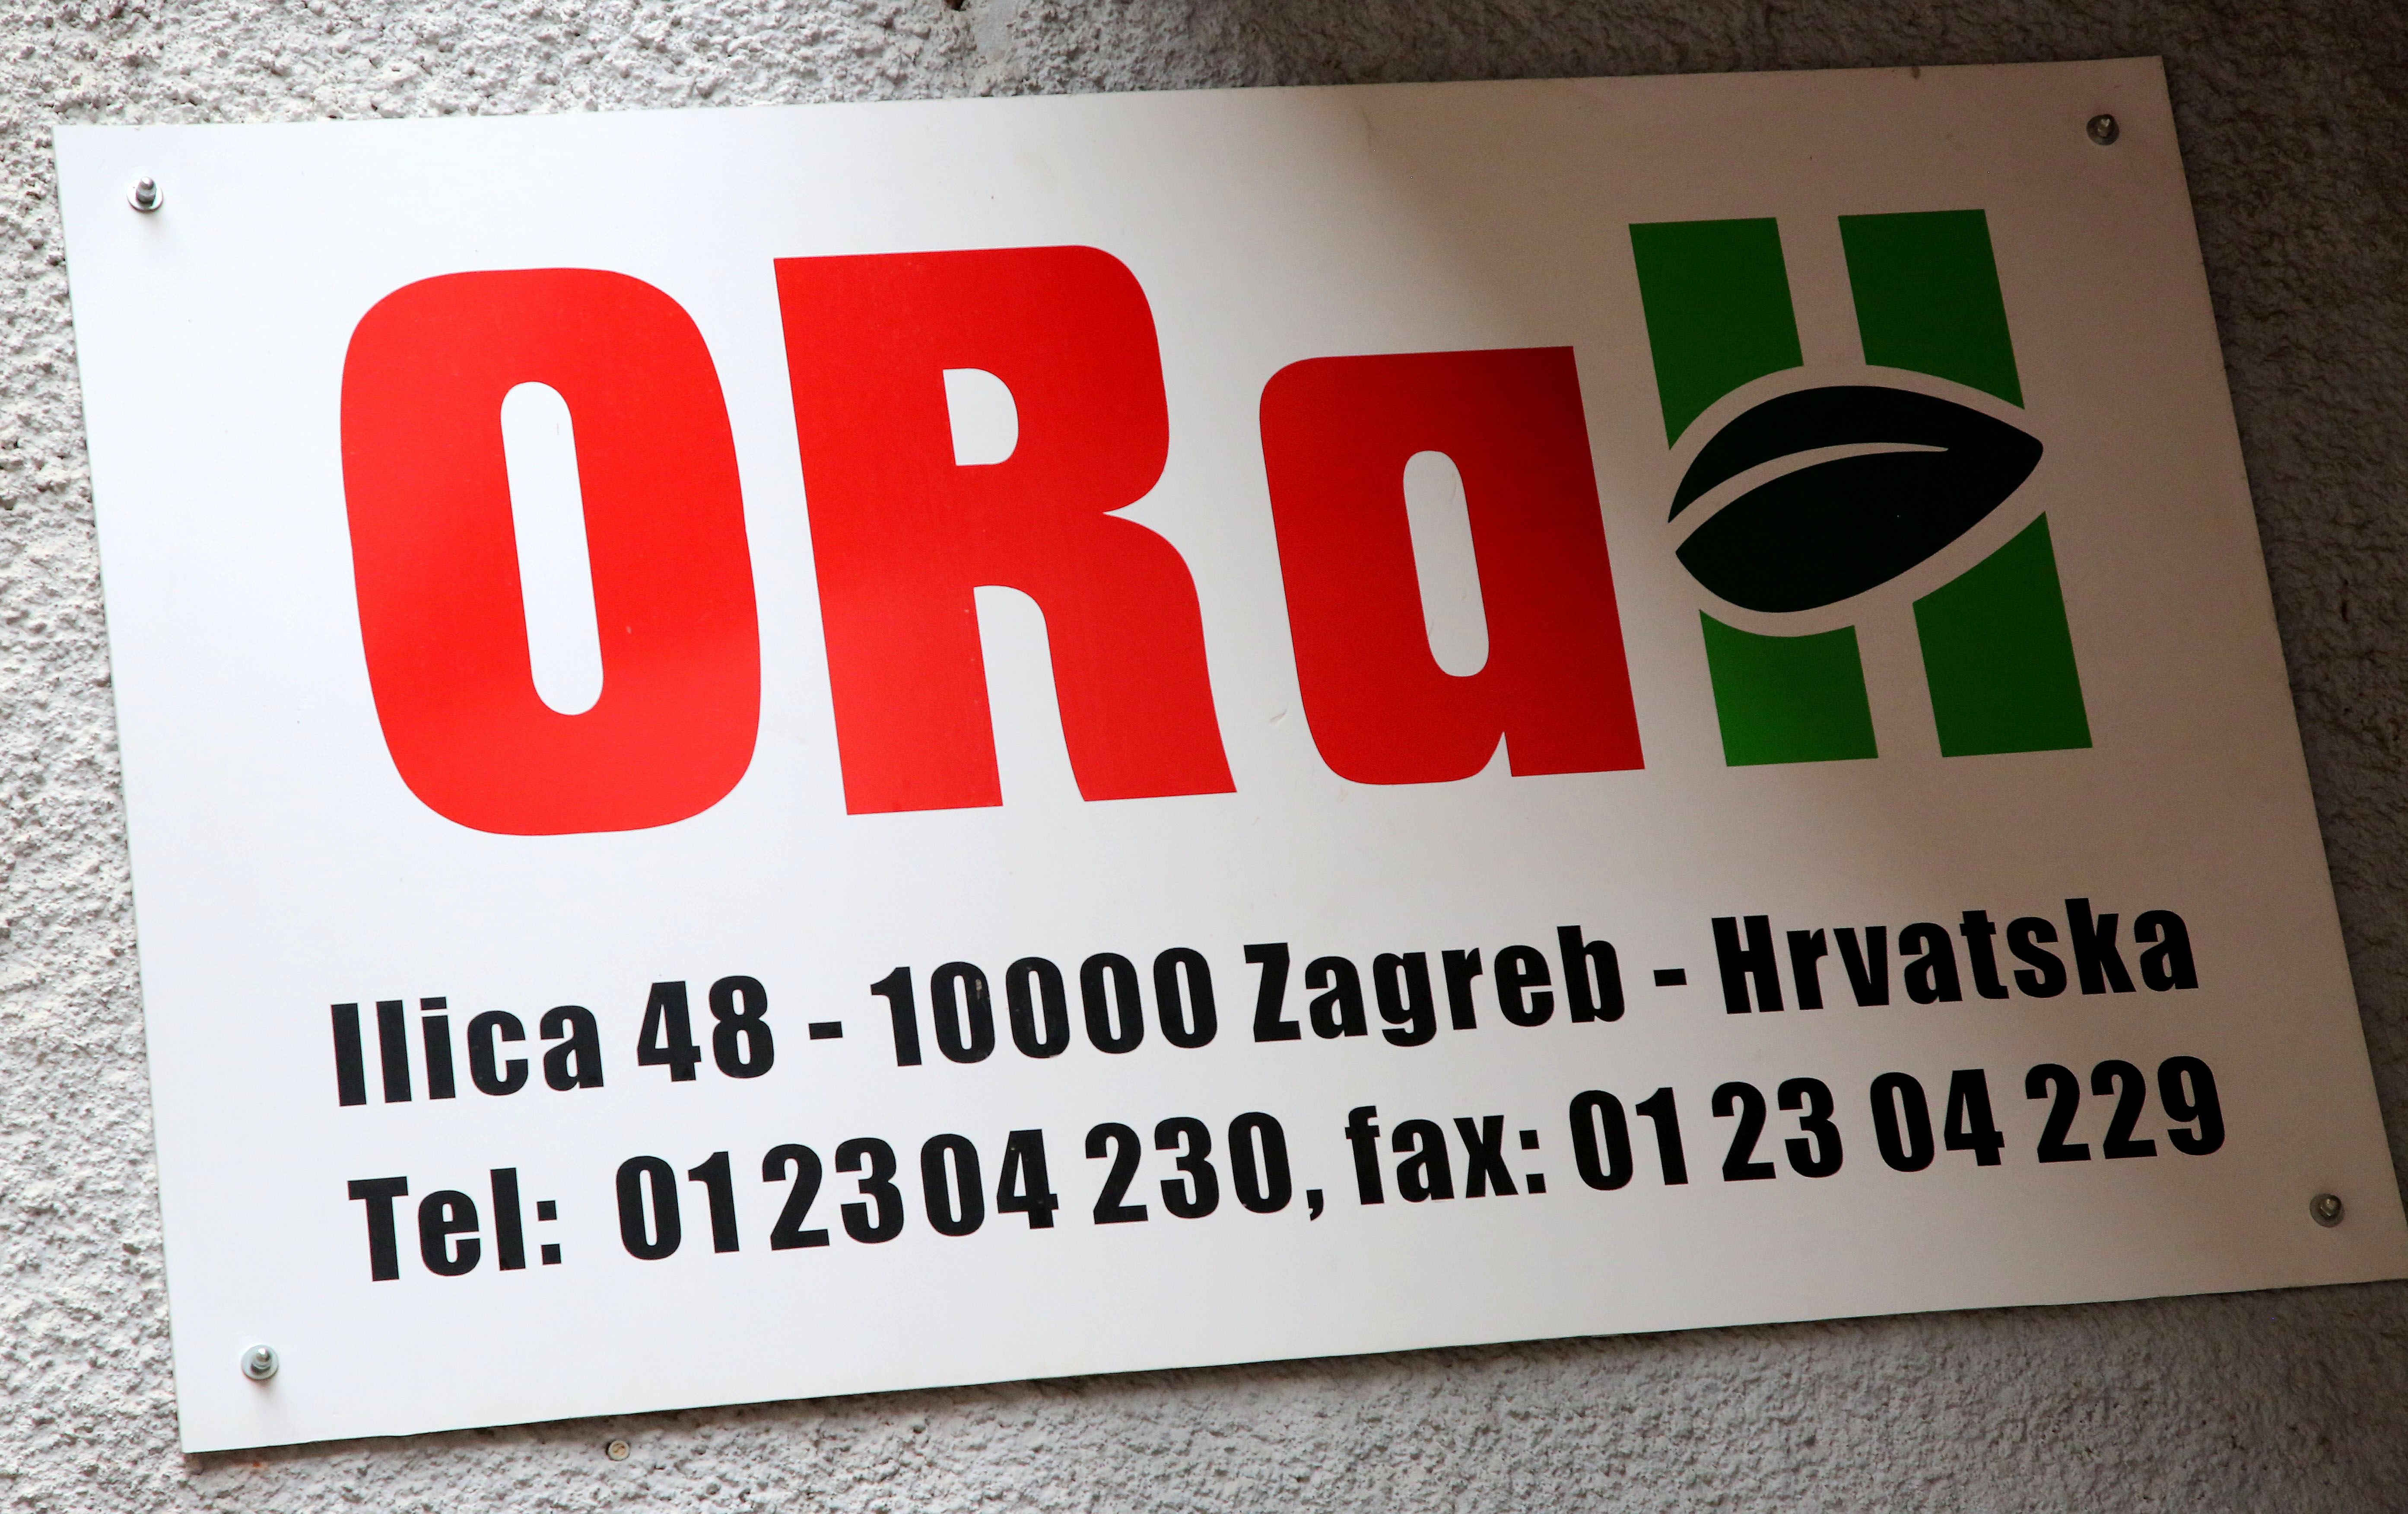 ORaH
Ilica 48 - 10000 Zagreb - Hrvatska
Tel: 01 23 04 230, fax: 01 23 04 229